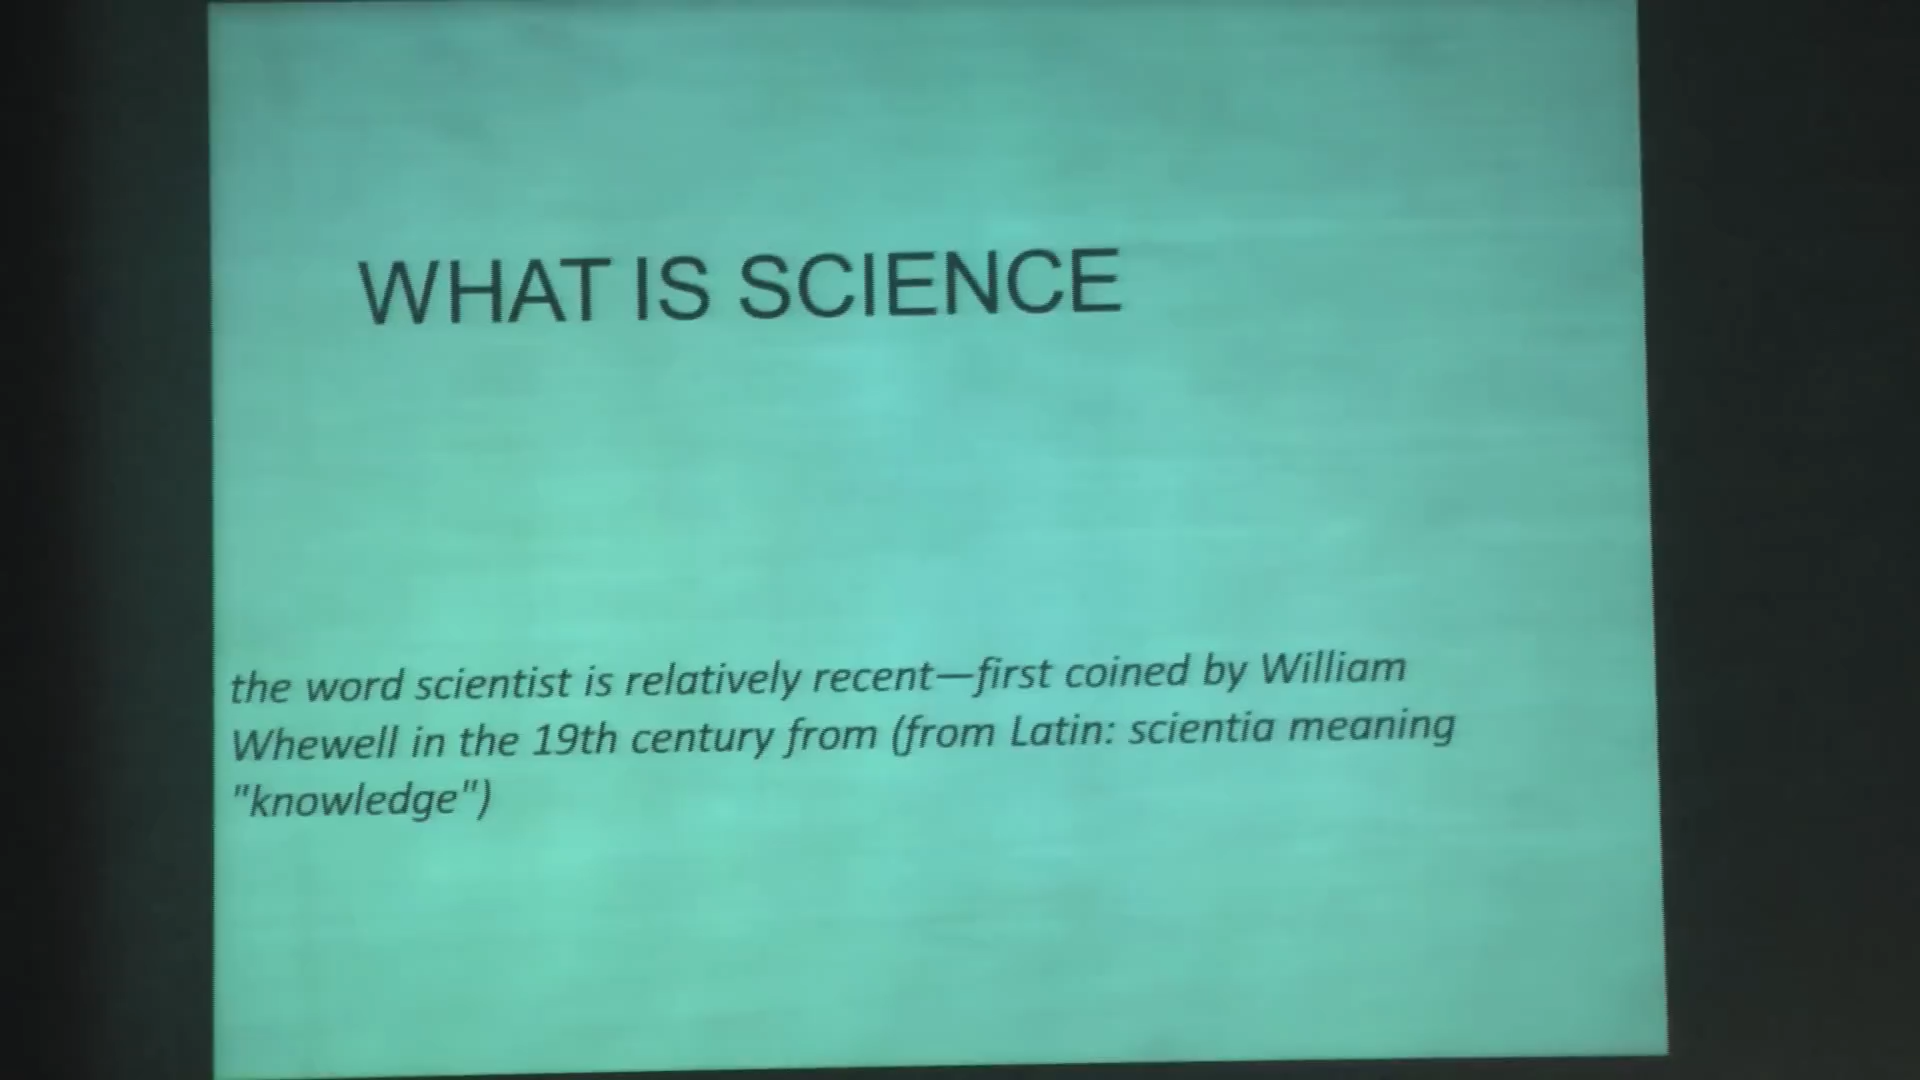 WHAT IS SCIENCE
the word scientist is relatively recent—first coined by William
Whewell in the 19th century from (from Latin: scientia meaning
"knowledge")